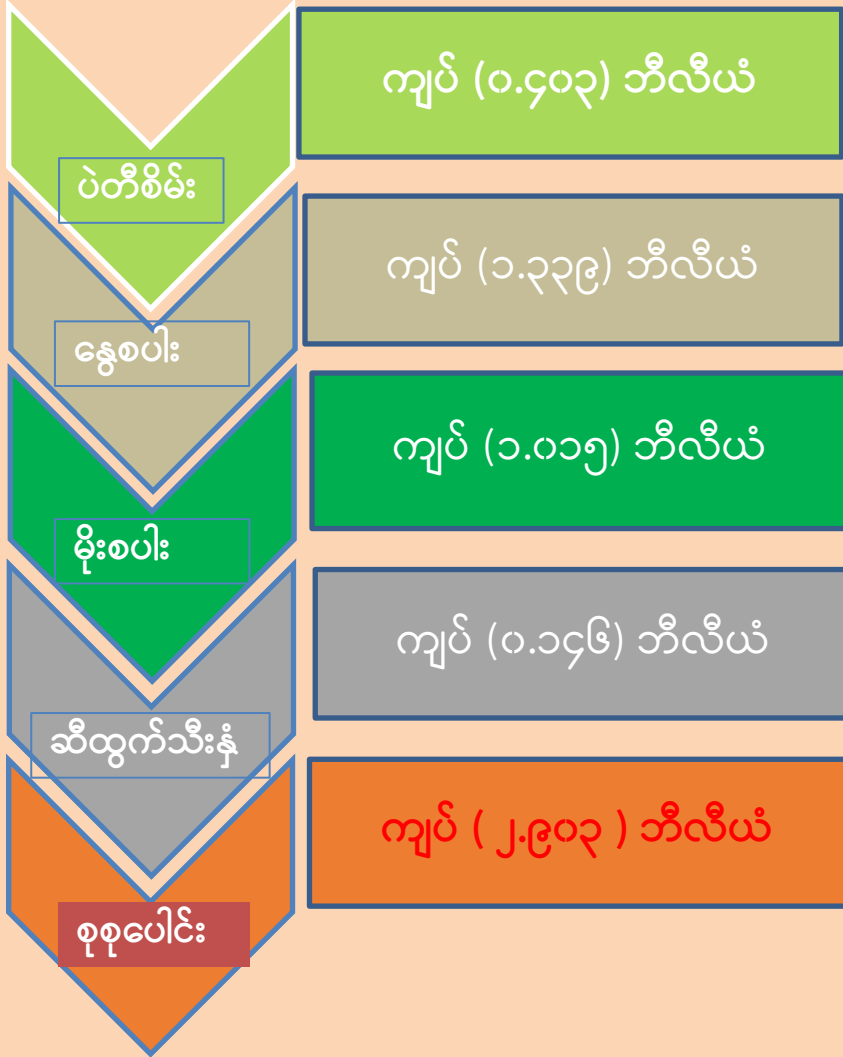 ကျပ် (၀.၄၀၃) ဘီလီယံ
ပဲတီစိမ်း
ကျပ် (၁.၃၃၉) ဘီလီယံ
နွေစပါး
ကျပ် (၁.၀၁၅) ဘီလီယံ
မိုးစပါး
ကျပ် (၀.၁၄၆) ဘီလီယံ
ဆီထွက်သီးနှံ
ကျပ် ( ၂.၉၀၃ ) ဘီလီယံ
စုစုပေါင်း